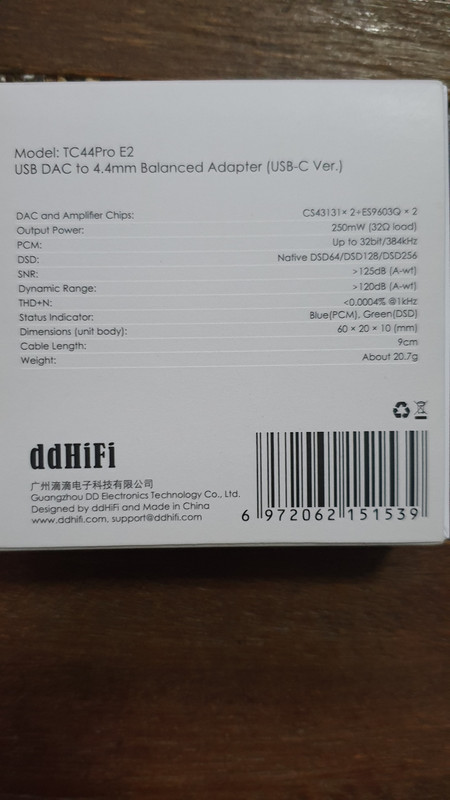 Model: TC44Pro E2
USB DAC to 4.4mm Balanced Adapter (USB-C Ver.)
DAC and Amplifier Chips: CS43131× 2+ES9603Q × 2
Output Power: 250mW (32Ω load)
PCM: Up to 32bit/384kHz
DSD: Native DSD64/DSD128/DSD256
SNR: >125dB (A-wt)
Dynamic Range: >120dB (A-wt)
THD+N: <0.0004% @1kHz
Status Indicator: Blue(PCM), Green(DSD)
Dimensions (unit body): 60 × 20 × 10 (mm)
Cable Length: 9cm
Weight: About 20.7g
ddHiFi
广州滴滴电子科技有限公司
Guangzhou DD Electronics Technology Co., Ltd.
Designed by ddHiFi and Made in China
www.ddhifi.com, support@ddhifi.com
6 972062 151539